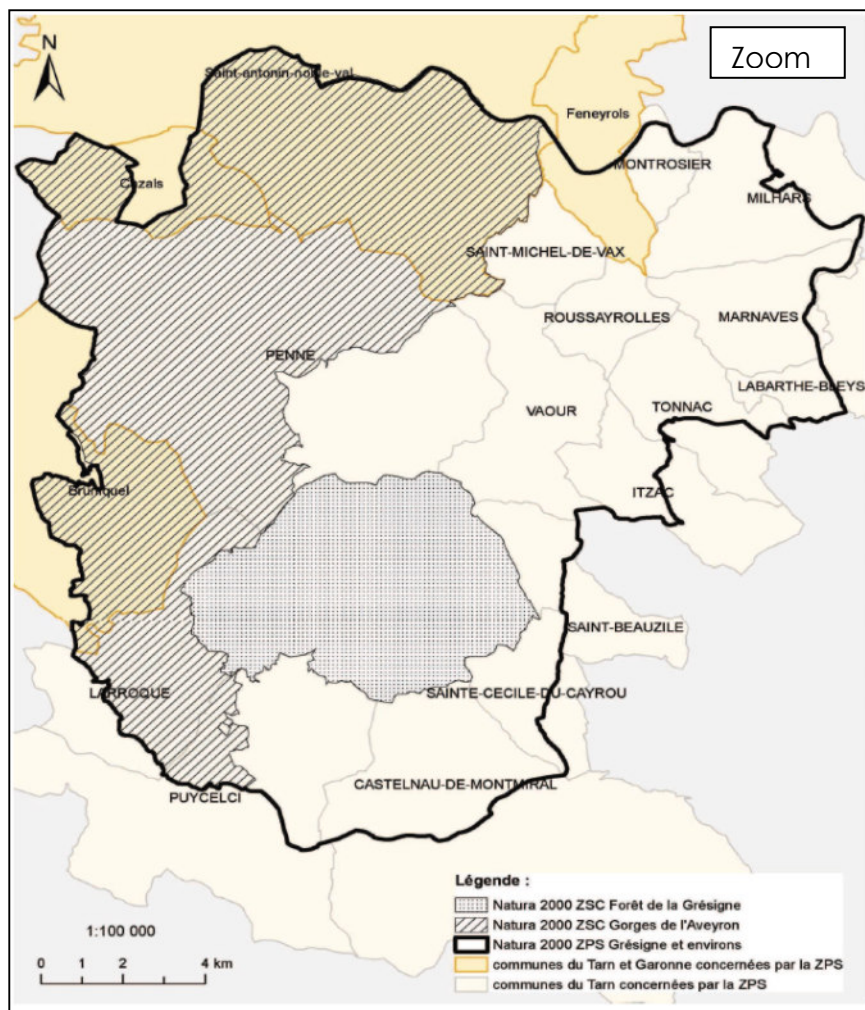 Zoom
N
Saint-antonin-noble-val
Feneyrols
Cazals
MONTROSIER
MILHARS
SAINT-MICHEL-DE-VAX
ROUSSAYROLLES
MARNAVES
PENNE
LABARTHE-BLEYS
VAOUR
TONNAC
Bruniquel
ITZAC
SAINT-BEAUZILE
LARROQUE
SAINTE-CECILE-DU-CAYROU
CASTELNAU-DE-MONTMIRAL
PUYCELCI
Légende :
Natura 2000 ZSC Forêt de la Grésigne
Natura 2000 ZSC Gorges de l'Aveyron
Natura 2000 ZPS Grésigne et environs
communes du Tarn et Garonne concernées par la ZPS
communes du Tarn concernées par la ZPS
1:100 000
0 1 2 4 km